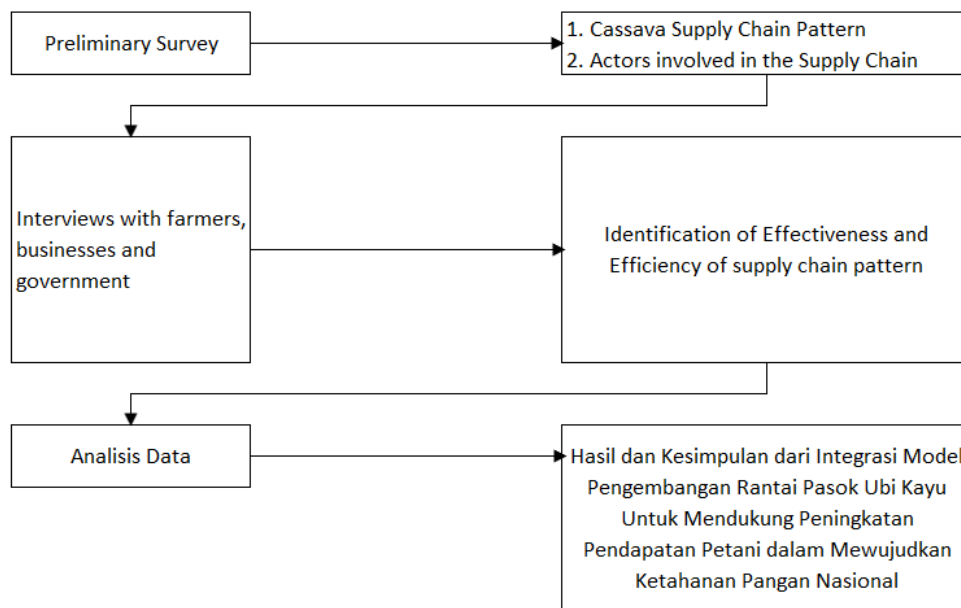 Preliminary Survey
1. Cassava Supply Chain Pattern
2. Actors involved in the Supply Chain
Interviews with farmers,
businesses and
government
Identification of Effectiveness and
Efficiency of supply chain pattern
Analisis Data
Hasil dan Kesimpulan dari Integrasi Model
Pengembangan Rantai Pasok Ubi Kayu
Untuk Mendukung Peningkatan
Pendapatan Petani dalam Mewujudkan
Ketahanan Pangan Nasional